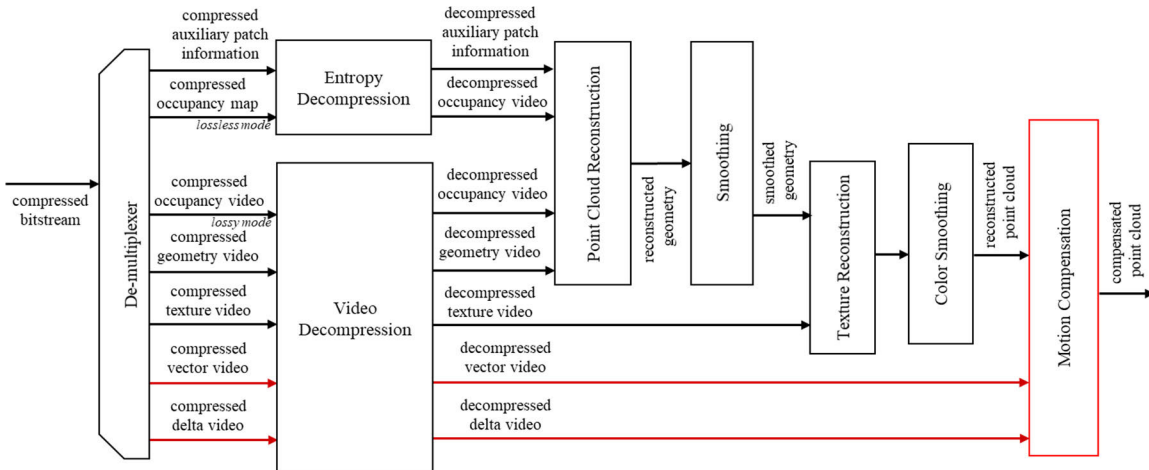 compressed
auxiliary patch
information
decompressed
auxiliary patch
information
Entropy
Decompression
compressed
occupancy map
lossless mode
decompressed
occupancy video
compressed
bitstream
De-multiplexer
compressed
occupancy video
lossy mode
compressed
geometry video
compressed
texture video
compressed
vector video
compressed
delta video
Video
Decompression
decompressed
occupancy video
decompressed
geometry video
decompressed
texture video
decompressed
vector video
decompressed
delta video
Point Cloud Reconstruction
reconstructed
geometry
Smoothing
smoothed
geometry
Texture Reconstruction
Color Smoothing
reconstructed
point cloud
Motion Compensation
compensated
point cloud